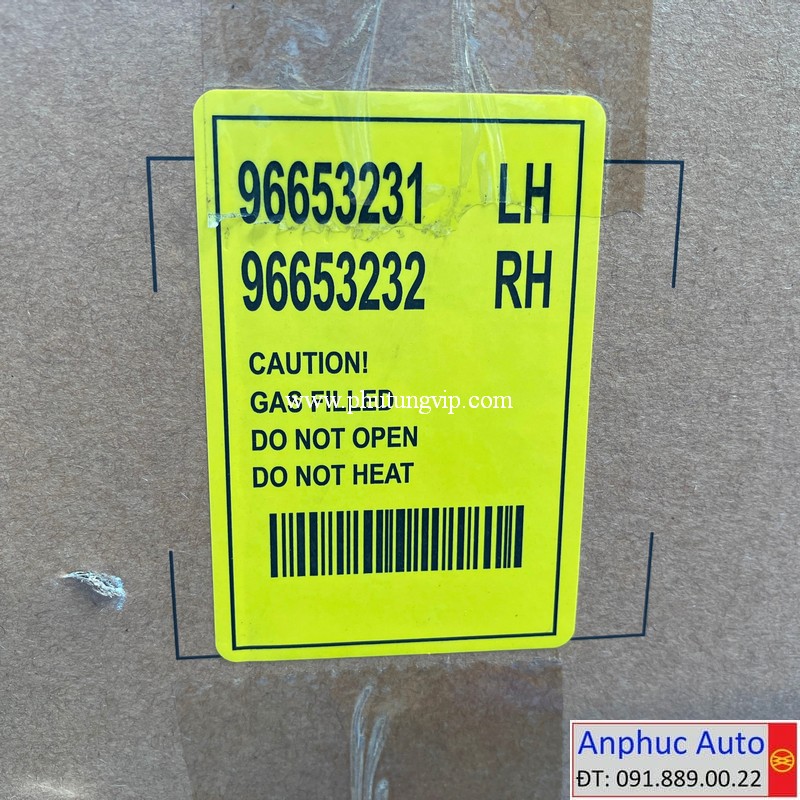 96653231 LH
96653232 RH
CAUTION!
GAS FILLED
www.phutungvip.com
DO NOT OPEN
DO NOT HEAT
Anphuc Auto
ĐT: 091.889.00.22